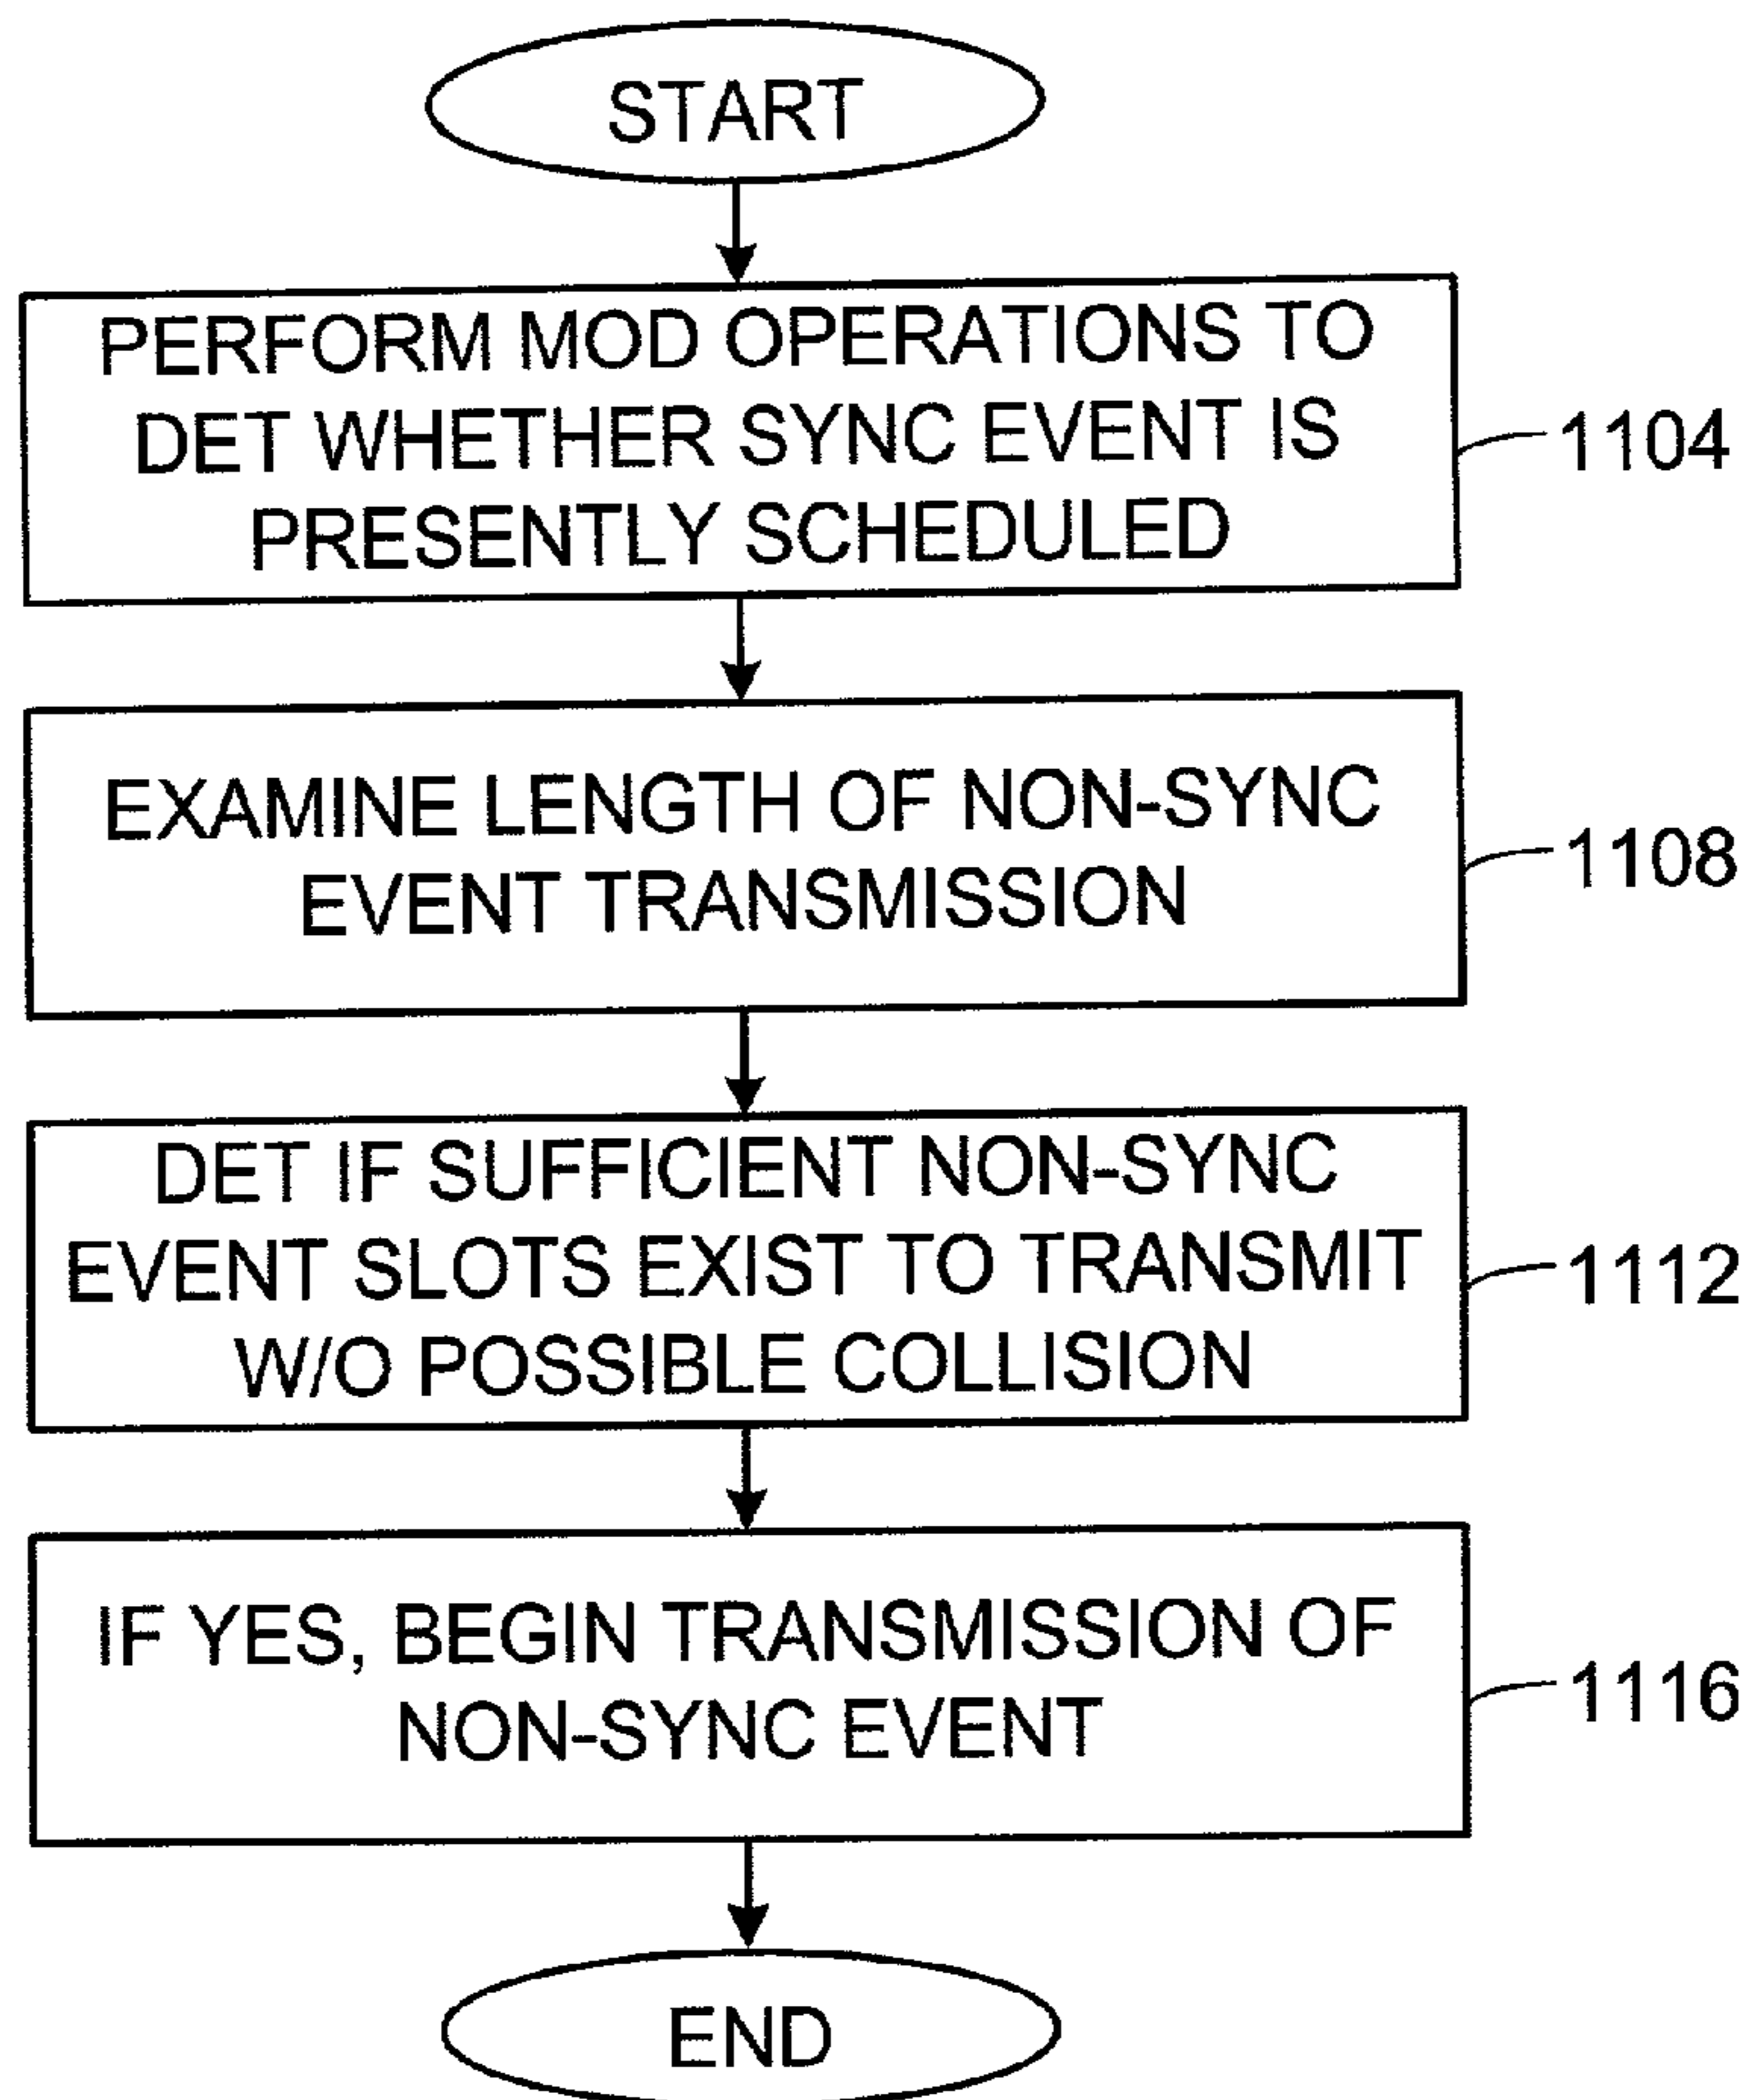 START
PERFORM MOD OPERATIONS TO
DET WHETHER SYNC EVENT IS
PRESENTLY SCHEDULED
1104
EXAMINE LENGTH OF NON-SYNC
EVENT TRANSMISSION
1108
DET IF SUFFICIENT NON-SYNC
EVENT SLOTS EXIST TO TRANSMIT
W/O POSSIBLE COLLISION
1112
IF YES, BEGIN TRANSMISSION OF
NON-SYNC EVENT
1116
END